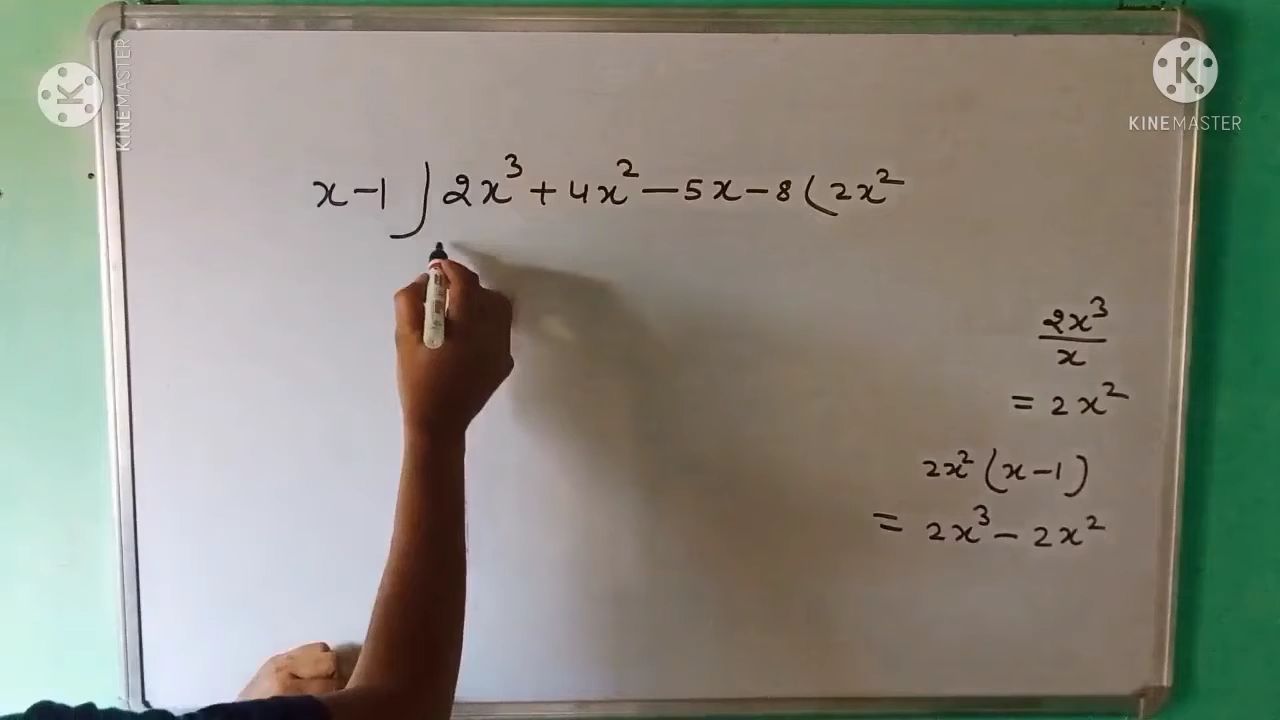 KINEMASTER
KINEMASTER
x-1 ) 2x³ + 4x² - 5x - 8 ( 2x²
2x³/x
= 2x²
2x² (x-1)
= 2x³ - 2x²